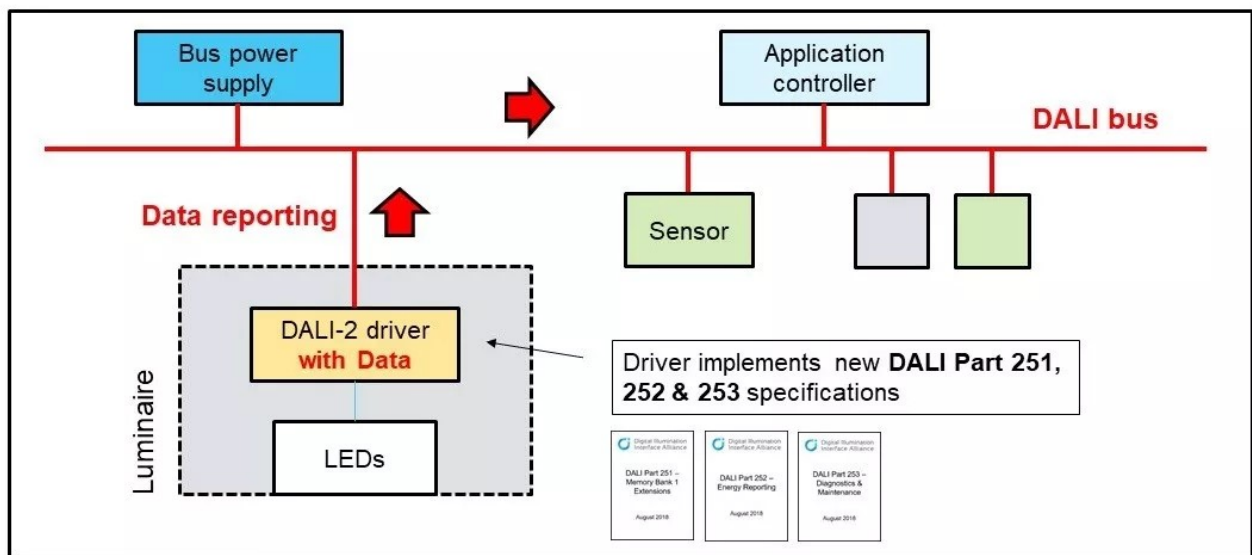 Bus power
supply
Application
controller
DALI bus
Data reporting
Sensor
DALI-2 driver
with Data
Driver implements new DALI Part 251,
252 & 253 specifications
Luminaire
LEDs
Digital Illumination
Interface Alliance
DALI Part 251 –
Memory Bank 1
Extensions
August 2018
Digital Illumination
Interface Alliance
DALI Part 252 –
Energy Reporting
August 2018
Digital Illumination
Interface Alliance
DALI Part 253 –
Diagnostics &
Maintenance
August 2018